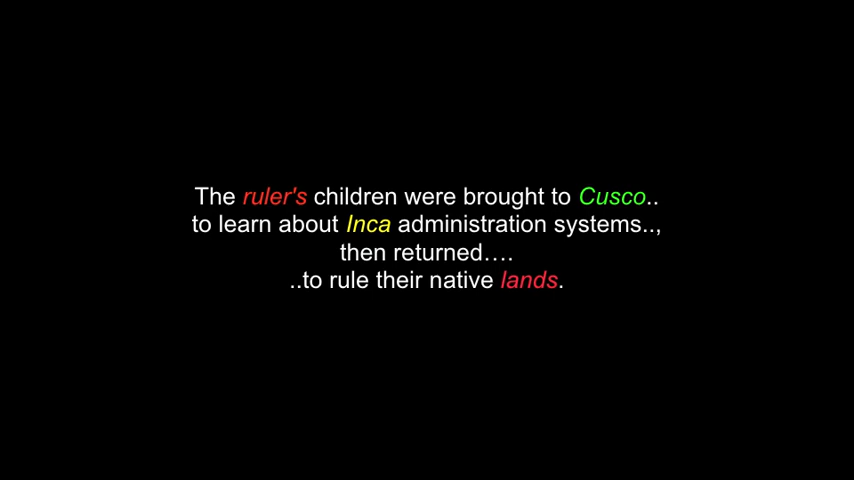 The ruler's children were brought to Cusco..
to learn about Inca administration systems..,
then returned….
..to rule their native lands.